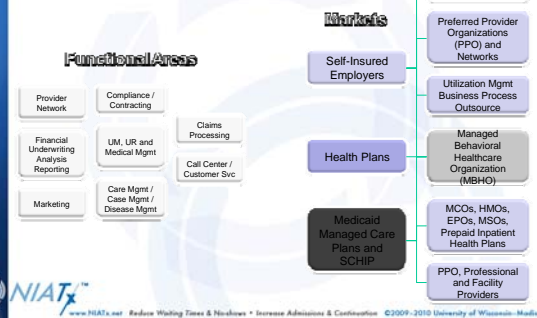 Markets
Functional Areas
Provider
Network
Compliance /
Contracting
Financial
Underwriting
Analysis
Reporting
UM, UR and
Medical Mgmt
Claims
Processing
Call Center /
Customer Svc
Marketing
Care Mgmt /
Case Mgmt /
Disease Mgmt
Self-Insured
Employers
Health Plans
Medicaid
Managed Care
Plans and
SCHIP
Preferred Provider
Organizations
(PPO) and
Networks
Utilization Mgmt
Business Process
Outsource
Managed
Behavioral
Healthcare
Organization
(MBHO)
MCOs, HMOs,
EPOs, MSOs,
Prepaid Inpatient
Health Plans
PPO, Professional
and Facility
Providers
NIATx
www.NIATx.net Reduce Waiting Times & No-shows • Increase Admissions & Continuation ©2009-2010 University of Wisconsin-Madis